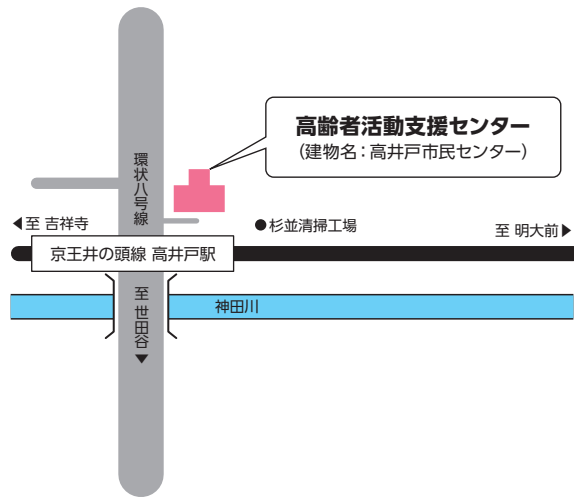 高齢者活動支援センター
(建物名：高井戸市民センター)
環状八号線
◀至 吉祥寺
●杉並清掃工場
至 明大前▶
京王井の頭線 高井戸駅
至 世田谷▼
神田川